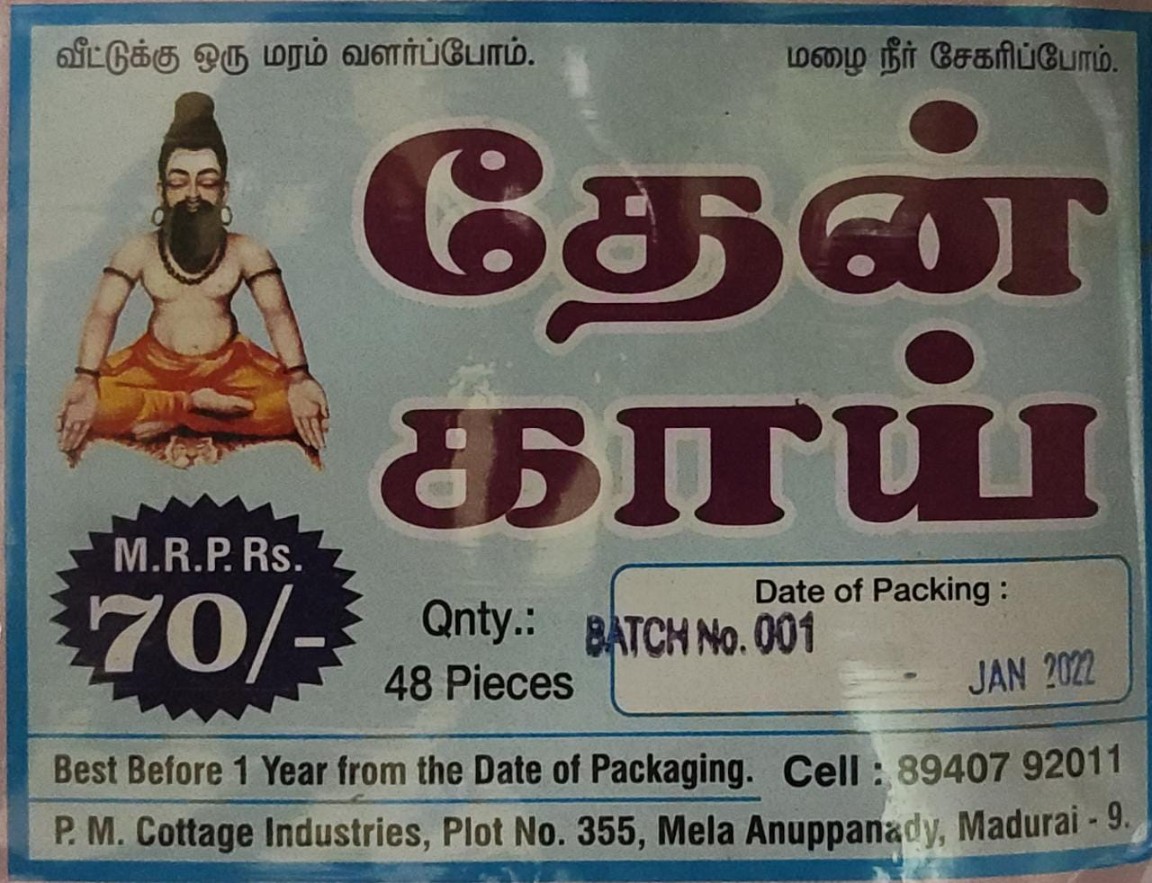 வீட்டுக்கு ஒரு மரம் வளர்ப்போம். மழை நீர் சேகரிப்போம்.
தேன்
காய்
M.R.P. Rs.
70/-
Qnty.:
48 Pieces
Date of Packing :
BATCH No. 001
JAN 2022
Best Before 1 Year from the Date of Packaging. Cell : 89407 92011
P. M. Cottage Industries, Plot No. 355, Mela Anuppanady, Madurai - 9.